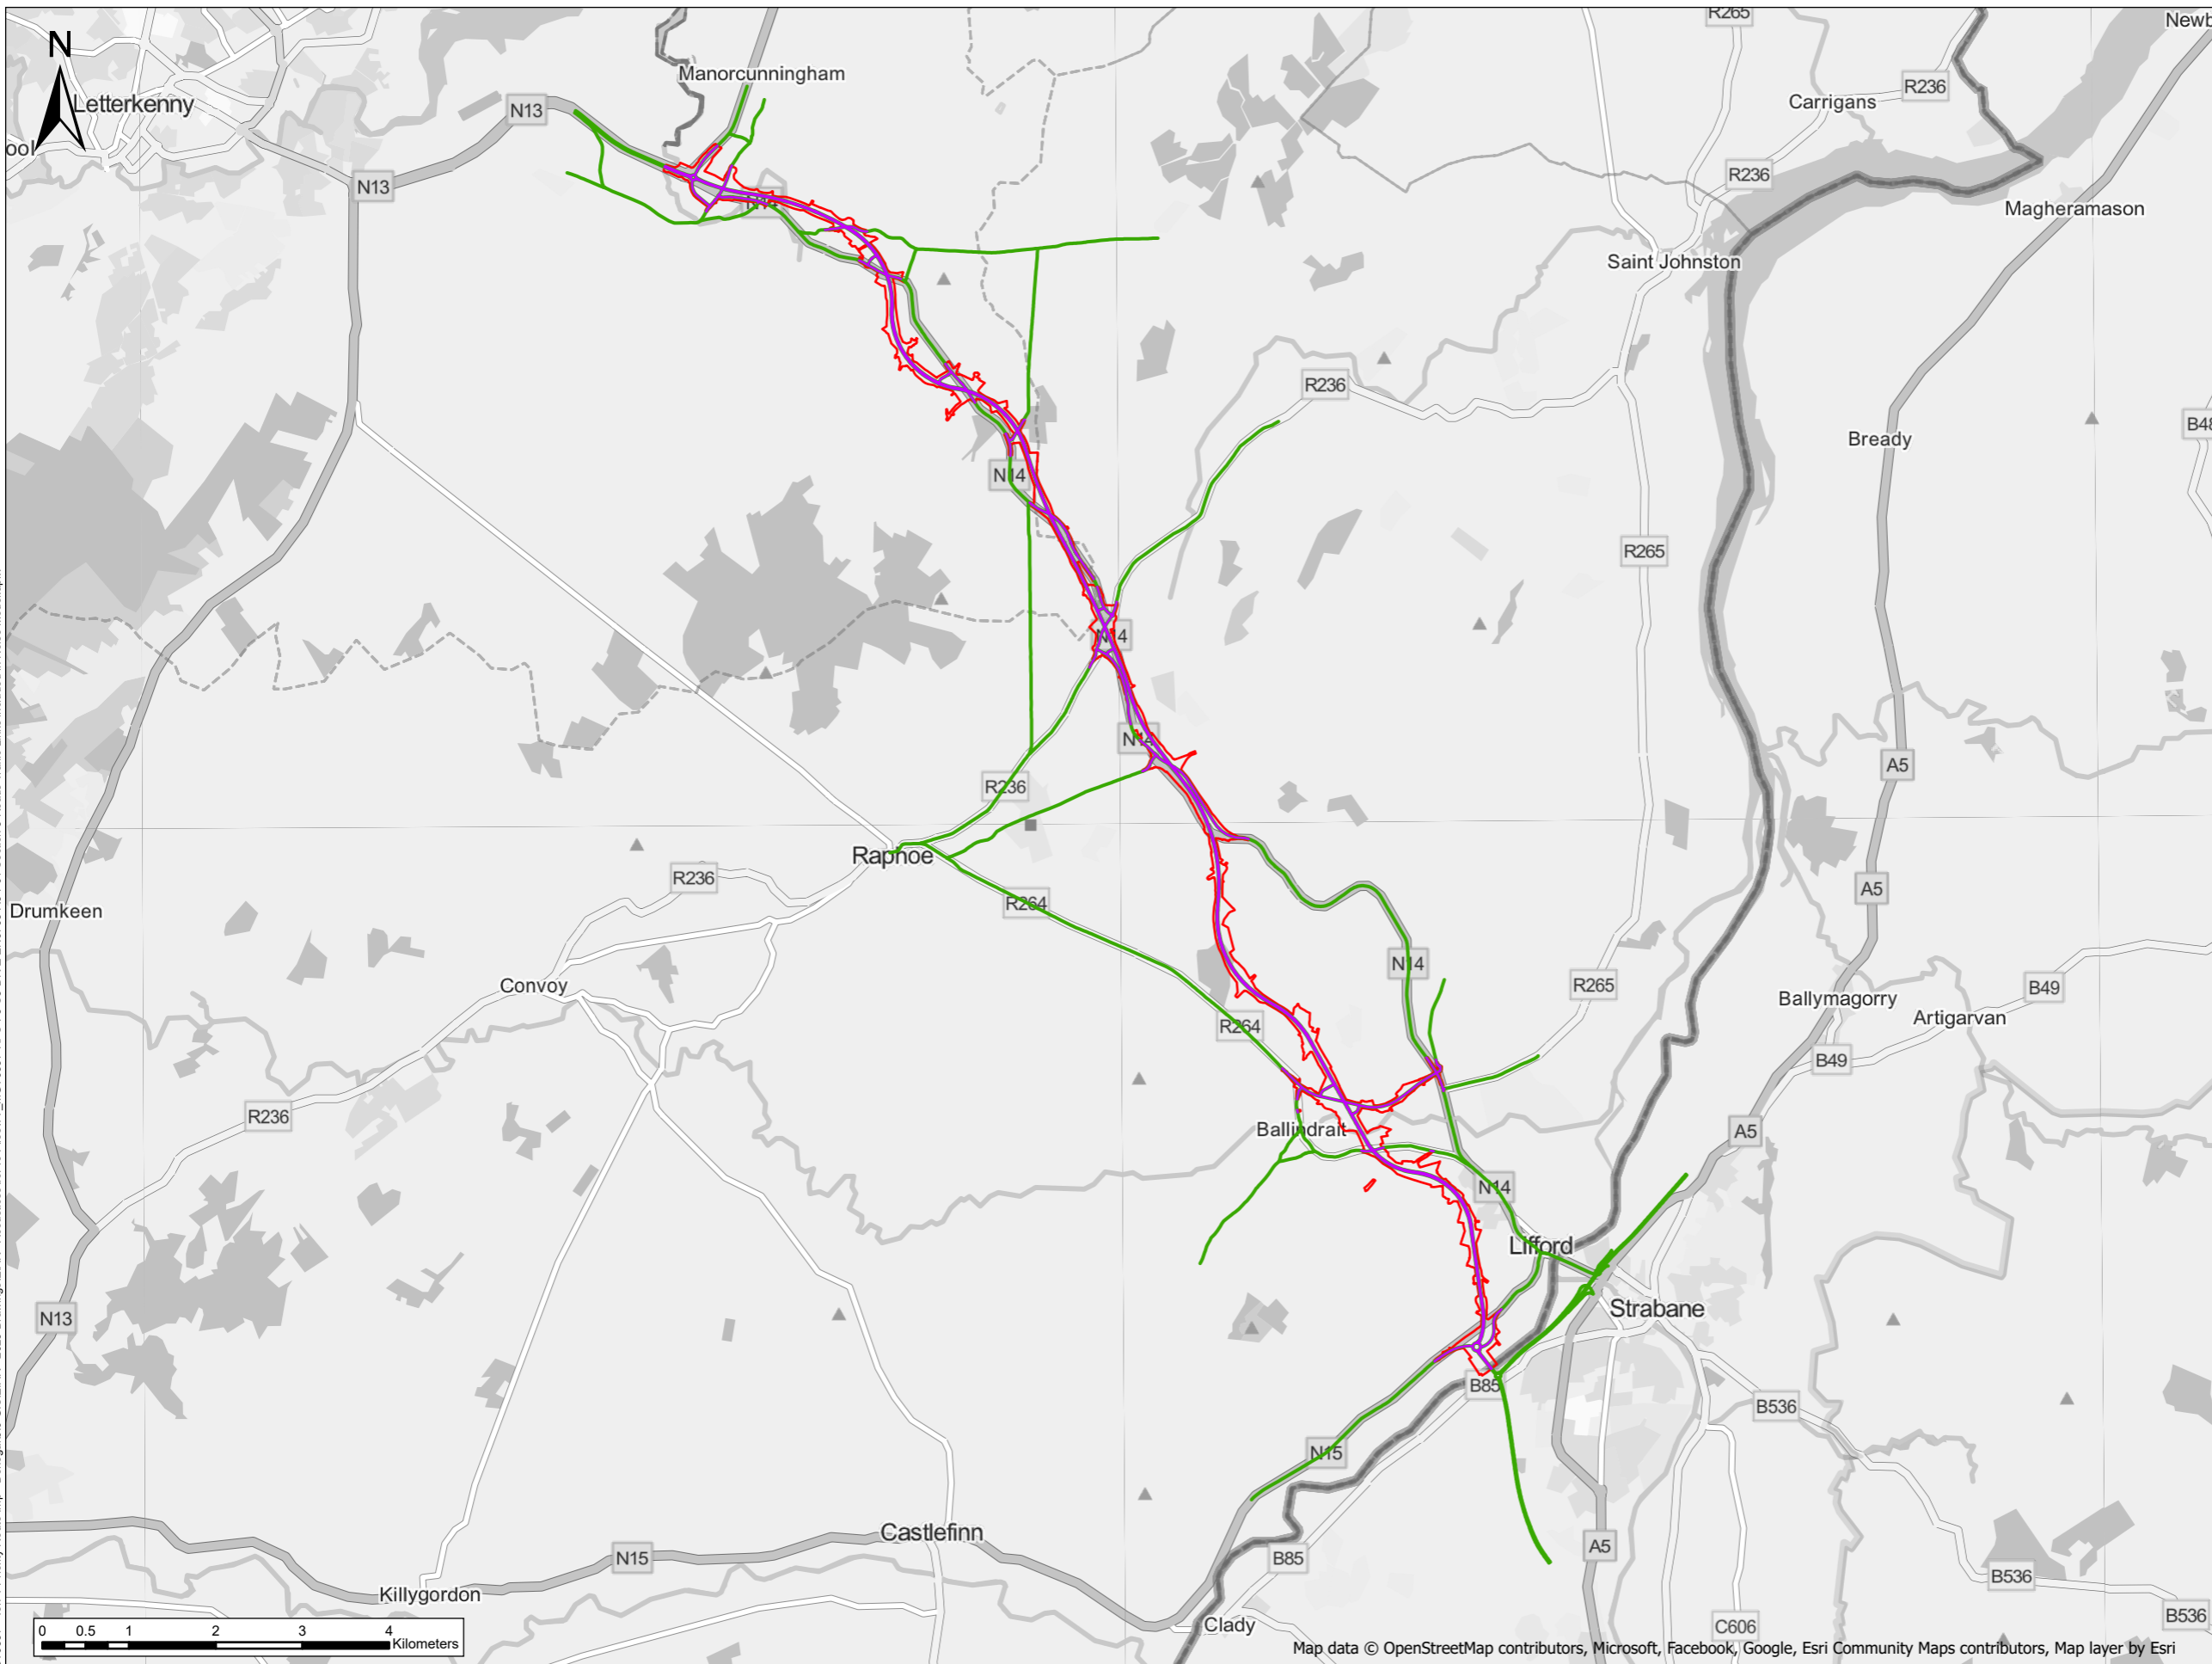 R265
Newb
N
Manorcunningham
R236
Carrigans
Letterkenny
N13
ool
R236
N13
N14
Magheramason
Saint Johnston
R236
B48
Bready
N14
R265
N14
N14
A5
R236
Raphoe
R236
A5
R264
Drumkeen
N14
Convoy
R265
B49
Ballymagorry
Artigarvan
R264
B49
R236
Ballindrait
A5
N14
Lifford
Strabane
N13
B85
B536
N15
Castlefinn
A5
N15
B85
B536
Killygordon
B536
Clady
C606
0 0.5 1 2 3 4
Kilometers
Map data © OpenStreetMap contributors, Microsoft, Facebook, Google, Esri Community Maps contributors, Map layer by Esri